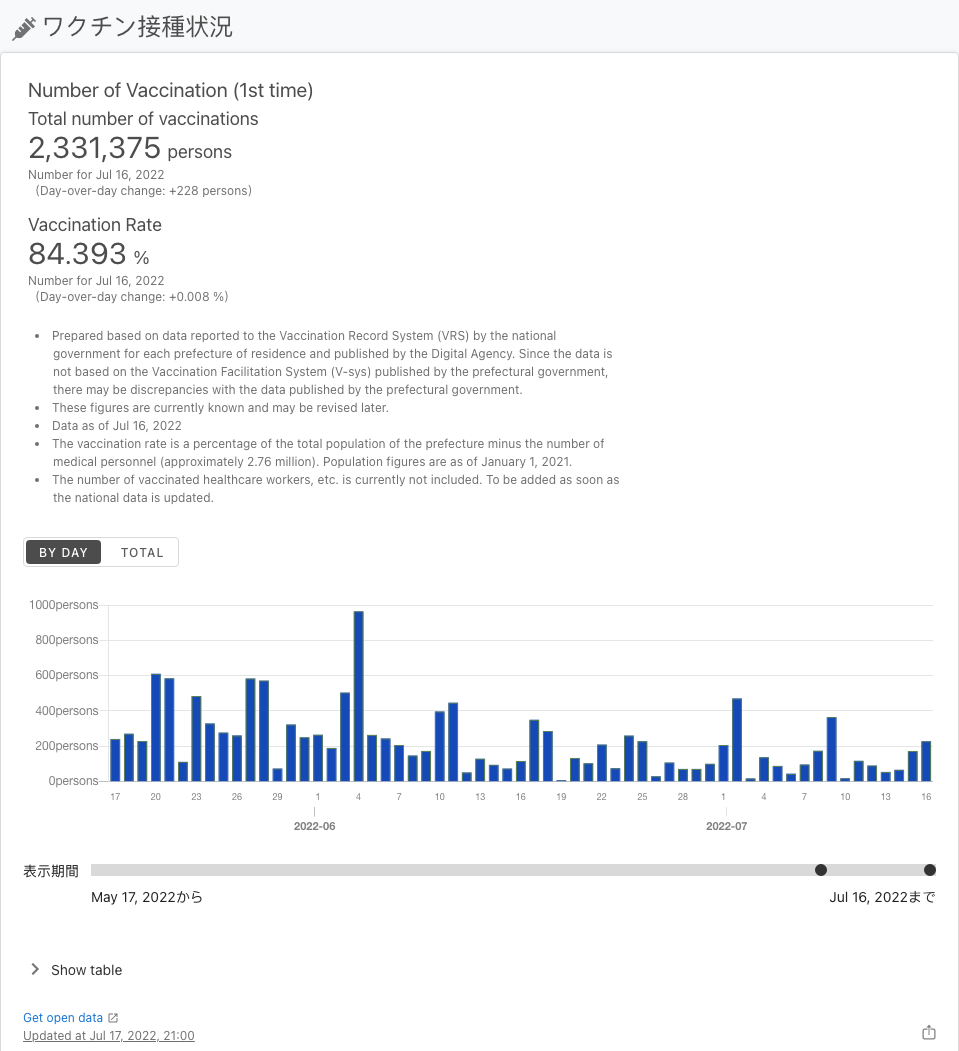 ワクチン接種状況
Number of Vaccination (1st time)
Total number of vaccinations
2,331,375 persons
Number for Jul 16, 2022
(Day-over-day change: +228 persons)
Vaccination Rate
84.393 %
Number for Jul 16, 2022
(Day-over-day change: +0.008 %)
• Prepared based on data reported to the Vaccination Record System (VRS) by the national
government for each prefecture of residence and published by the Digital Agency. Since the data is
not based on the Vaccination Facilitation System (V-sys) published by the prefectural government,
there may be discrepancies with the data published by the prefectural government.
• These figures are currently known and may be revised later.
• Data as of Jul 16, 2022
• The vaccination rate is a percentage of the total population of the prefecture minus the number of
medical personnel (approximately 2.76 million). Population figures are as of January 1, 2021.
• The number of vaccinated healthcare workers, etc. is currently not included. To be added as soon as
the national data is updated.
BY DAY TOTAL
1000persons
800persons
600persons
400persons
200persons
0persons
17 20 23 26 29 1 4 7 10 13 16 19 22 25 28 1 4 7 10 13 16
2022-06 2022-07
表示期間
May 17, 2022から Jul 16, 2022まで
Show table
Get open data
Updated at Jul 17, 2022, 21:00